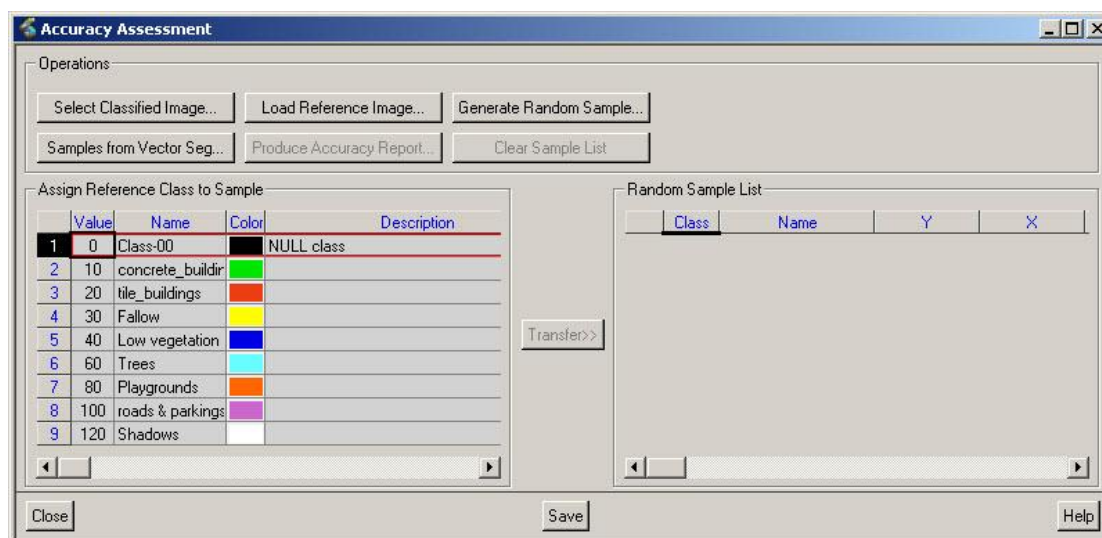 Accuracy Assessment
Operations
Select Classified Image... Load Reference Image... Generate Random Sample...
Samples from Vector Seg... Produce Accuracy Report... Clear Sample List
Assign Reference Class to Sample Random Sample List
Value Name Color Description Class Name Y X
1 0 Class-00 NULL class
2 10 concrete_buildir
3 20 tile_buildings
4 30 Fallow
5 40 Low vegetation
6 60 Trees
7 80 Playgrounds
8 100 roads & parkings
9 120 Shadows
Transfer>>
Close Save Help